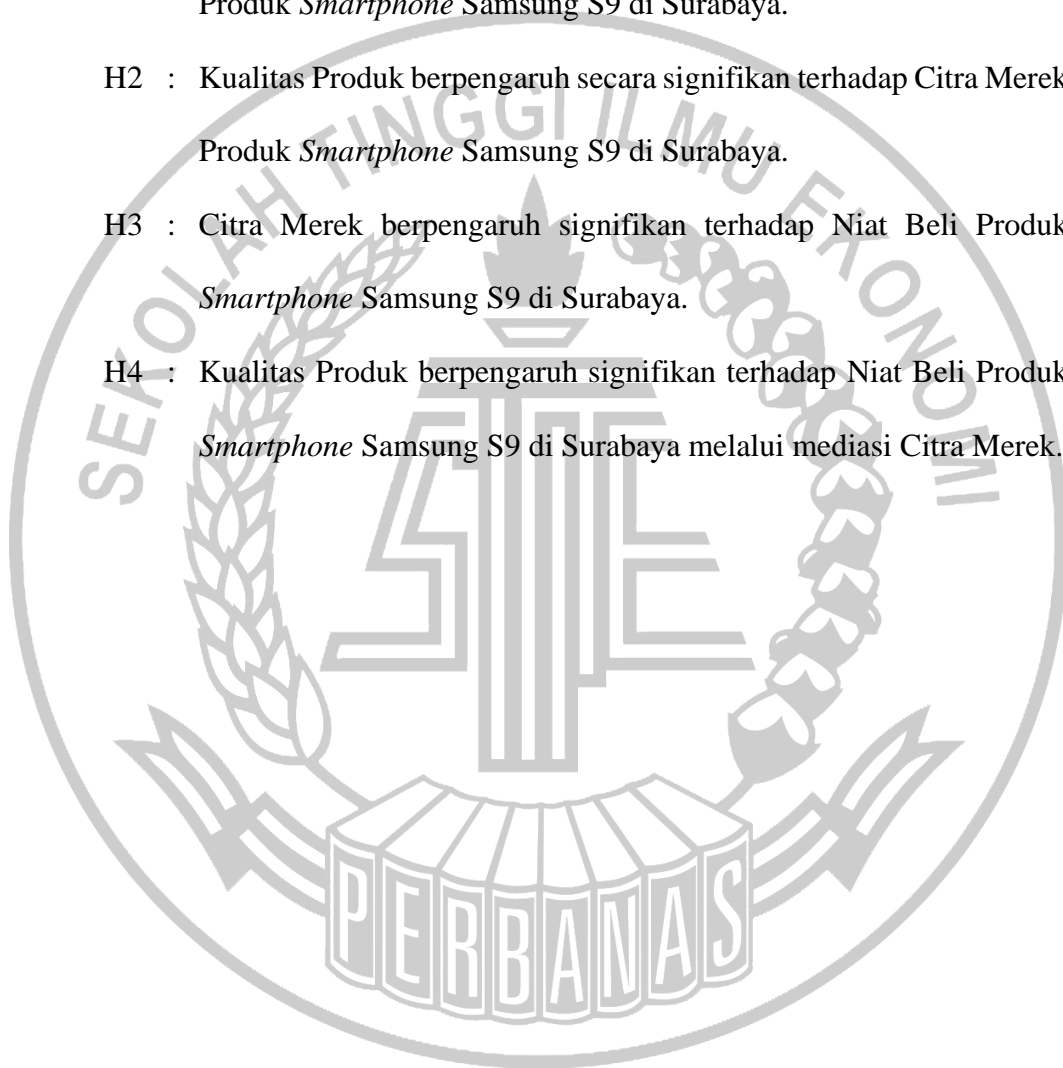 Produk Smartphone Samsung S9 di Surabaya.
H2 : Kualitas Produk berpengaruh secara signifikan terhadap Citra Merek
Produk Smartphone Samsung S9 di Surabaya.
H3 : Citra Merek berpengaruh signifikan terhadap Niat Beli Produk
Smartphone Samsung S9 di Surabaya.
H4 : Kualitas Produk berpengaruh signifikan terhadap Niat Beli Produk
Smartphone Samsung S9 di Surabaya melalui mediasi Citra Merek.
SEKOLAH TINGGI ILMU EKONOMI
STIE
PERBANAS